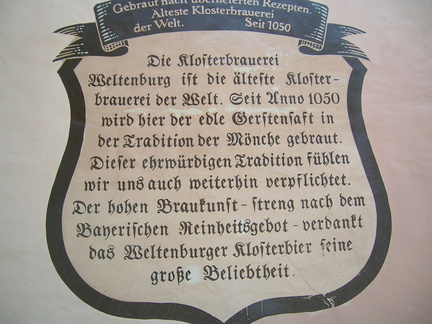 Gebraut nach überlieferten Rezepten.
Älteste Klosterbrauerei
der Welt. Seit 1050
Die Kloſterbrauerei
Weltenburg iſt die älteſte Kloſter-
brauerei der Welt. Seit Anno 1050
wird hier der edle Gerſtenſaft in
der Tradition der Mönche gebraut.
Dieſer ehrwürdigen Tradition fühlen
wir uns auch weiterhin verpflichtet.
Der hohen Braukunſt - ſtreng nach dem
Bayeriſchen Reinheitsgebot - verdankt
das Weltenburger Kloſterbier ſeine
große Beliebtheit.